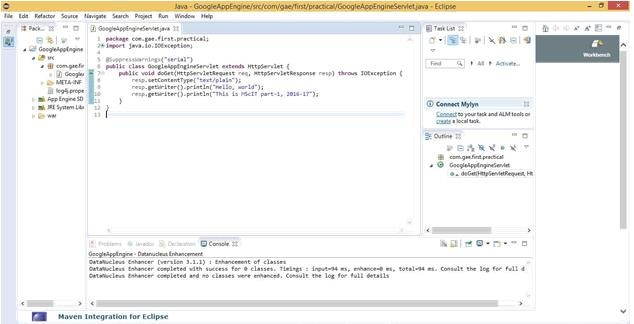 Java - GoogleAppEngine/src/com/gae/first/practical/GoogleAppEngineServlet.java - Eclipse
File Edit Refactor Source Navigate Search Project Run Window Help
Pack...
GoogleAppEngine
src
com.gae.first
Google
META-INF
log4j.prope
App Engine SD
JRE System Libr
war
GoogleAppEngineServlet.java
1 package com.gae.first.practical;
2 import java.io.IOException;
5
6 @SuppressWarnings("serial")
public class GoogleAppEngineServlet extends HttpServlet {
public void doGet(HttpServletRequest req, HttpServletResponse resp) throws IOException {
8 resp.setContentType("text/plain");
9 resp.getWriter().println("Hello, world");
10 resp.getWriter().println("This is MScIT part-1, 2016-17");
11 }
12 }
13
Task List
Find
All
Activate...
Connect Mylyn
Connect to your task and ALM tools or
create a local task.
Outline
com.gae.first.practical
GoogleAppEngineServlet
doGet(HttpServletRequest, Ht
Workbench
Problems Javadoc Declaration Console
GoogleAppEngine - Datanucleus Enhancement
DataNucleus Enhancer (version 3.1.1) : Enhancement of classes
DataNucleus Enhancer completed with success for 0 classes. Timings : input=94 ms, enhance=0 ms, total=94 ms. Consult the log for full d
DataNucleus Enhancer completed and no classes were enhanced. Consult the log for full details
Maven Integration for Eclipse